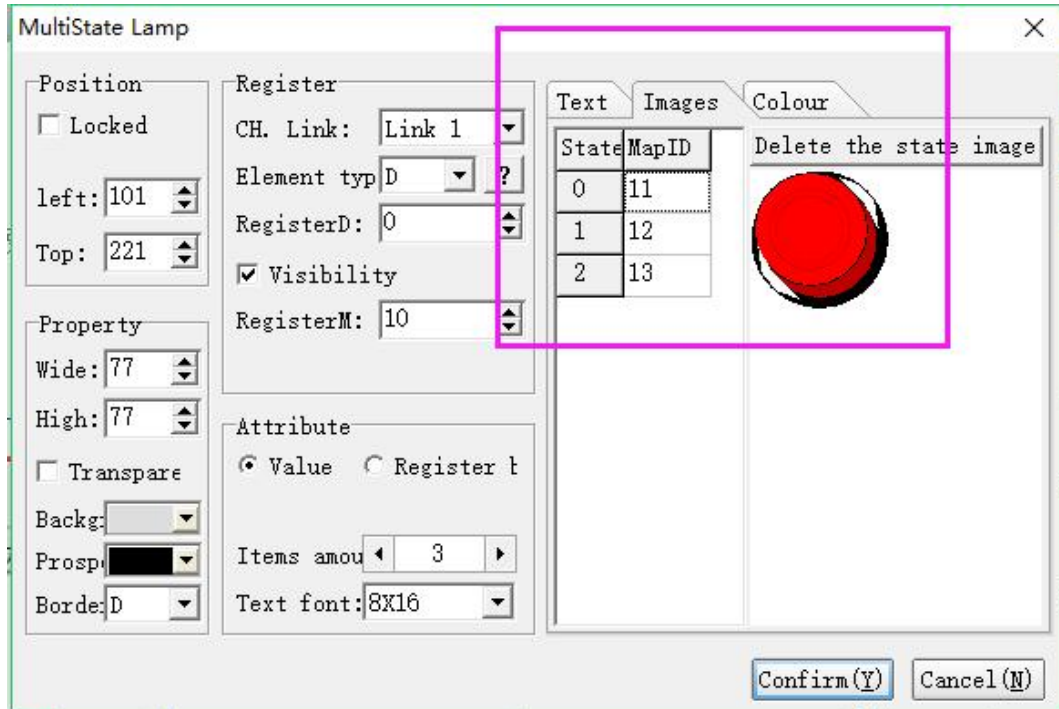 MultiState Lamp
Position
Locked
left: 101
Top: 221
Property
Wide: 77
High: 77
Transpare
Backg
Prosp
Borde D
Register
CH. Link: Link 1
Element typ D ?
RegisterD: 0
Visibility
RegisterM: 10
Attribute
Value Register
Items amou 3
Text font: 8X16
Text Images Colour
State MapID
0 11
1 12
2 13
Delete the state image
Confirm(Y) Cancel(N)